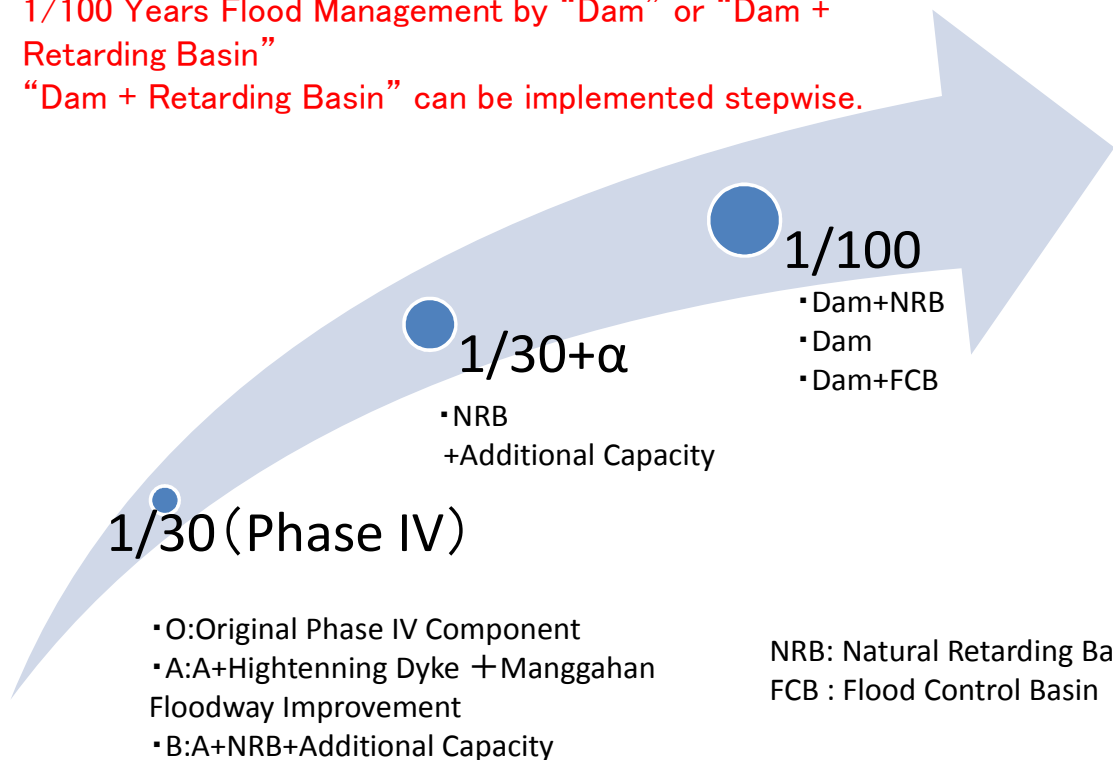 1/100 Years Flood Management by “Dam” or “Dam +
Retarding Basin”
“Dam + Retarding Basin” can be implemented stepwise.
1/100
・Dam+NRB
・Dam
・Dam+FCB
1/30+α
・NRB
+Additional Capacity
1/30（Phase IV）
・O:Original Phase IV Component
・A:A+Hightenning Dyke ＋Manggahan
Floodway Improvement
・B:A+NRB+Additional Capacity
NRB: Natural Retarding Ba
FCB : Flood Control Basin